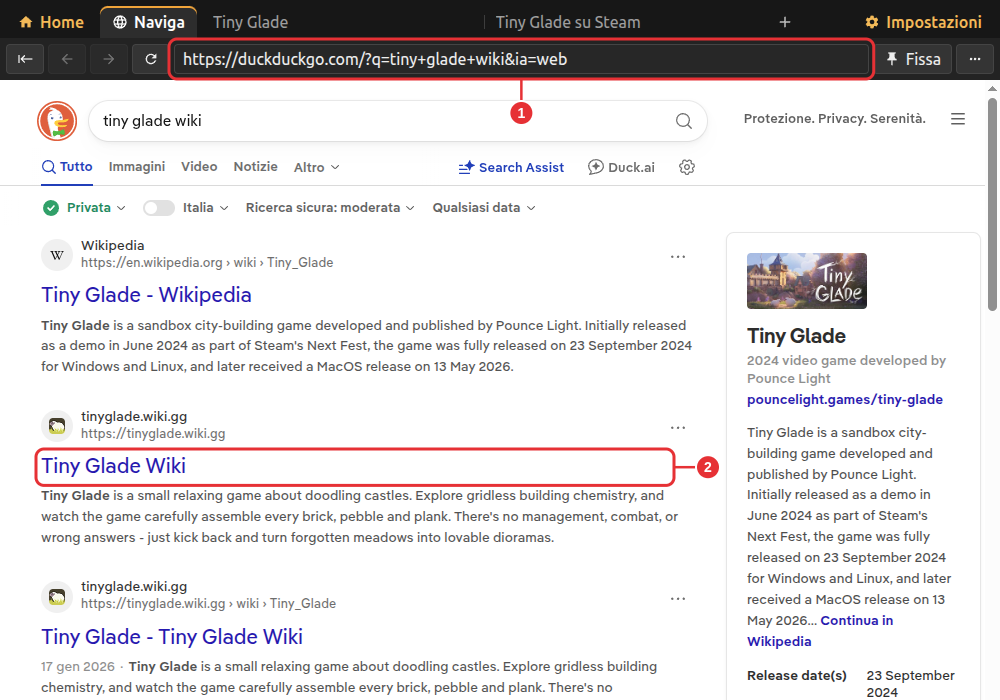 Home
Naviga
Tiny Glade
Tiny Glade su Steam
+
Impostazioni
https://duckduckgo.com/?q=tiny+glade+wiki&ia=web
Fissa
1
tiny glade wiki
Protezione. Privacy. Serenità.
Tutto
Immagini
Video
Notizie
Altro
Search Assist
Duck.ai
Privata
Italia
Ricerca sicura: moderata
Qualsiasi data
W
Wikipedia
https://en.wikipedia.org › wiki › Tiny_Glade
Tiny Glade - Wikipedia
Tiny Glade is a sandbox city-building game developed and published by Pounce Light. Initially released
as a demo in June 2024 as part of Steam's Next Fest, the game was fully released on 23 September 2024
for Windows and Linux, and later received a MacOS release on 13 May 2026.
tinyglade.wiki.gg
https://tinyglade.wiki.gg
Tiny Glade Wiki
2
Tiny Glade is a small relaxing game about doodling castles. Explore gridless building chemistry, and
watch the game carefully assemble every brick, pebble and plank. There's no management, combat, or
wrong answers - just kick back and turn forgotten meadows into lovable dioramas.
tinyglade.wiki.gg
https://tinyglade.wiki.gg › wiki › Tiny_Glade
Tiny Glade - Tiny Glade Wiki
17 gen 2026 · Tiny Glade is a small relaxing game about doodling castles. Explore gridless building
chemistry, and watch the game carefully assemble every brick, pebble and plank. There's no
Tiny
GLADE
Tiny Glade
2024 video game developed by
Pounce Light
pouncelight.games/tiny-glade
Tiny Glade is a sandbox city-
building game developed and
published by Pounce Light.
Initially released as a demo in
June 2024 as part of Steam's
Next Fest, the game was fully
released on 23 September 2024
for Windows and Linux, and later
received a MacOS release on 13
May 2026... Continua in
Wikipedia
Release date(s)
23 September
2024